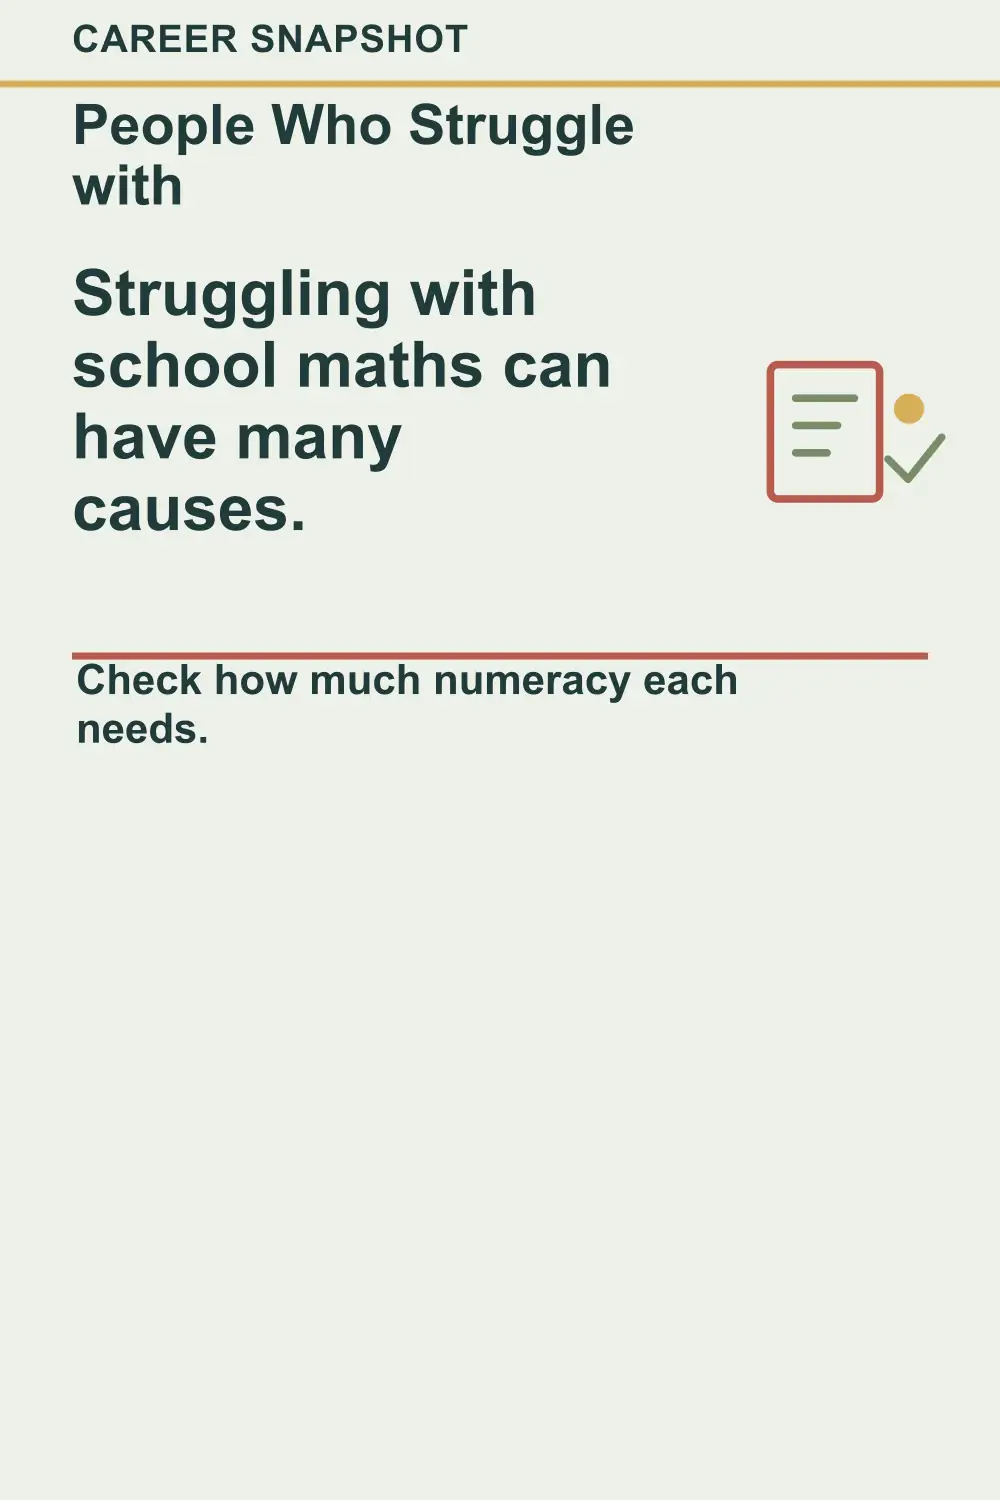 CAREER SNAPSHOT
People Who Struggle
with
Struggling with
school maths can
have many
causes.
Check how much numeracy each
needs.